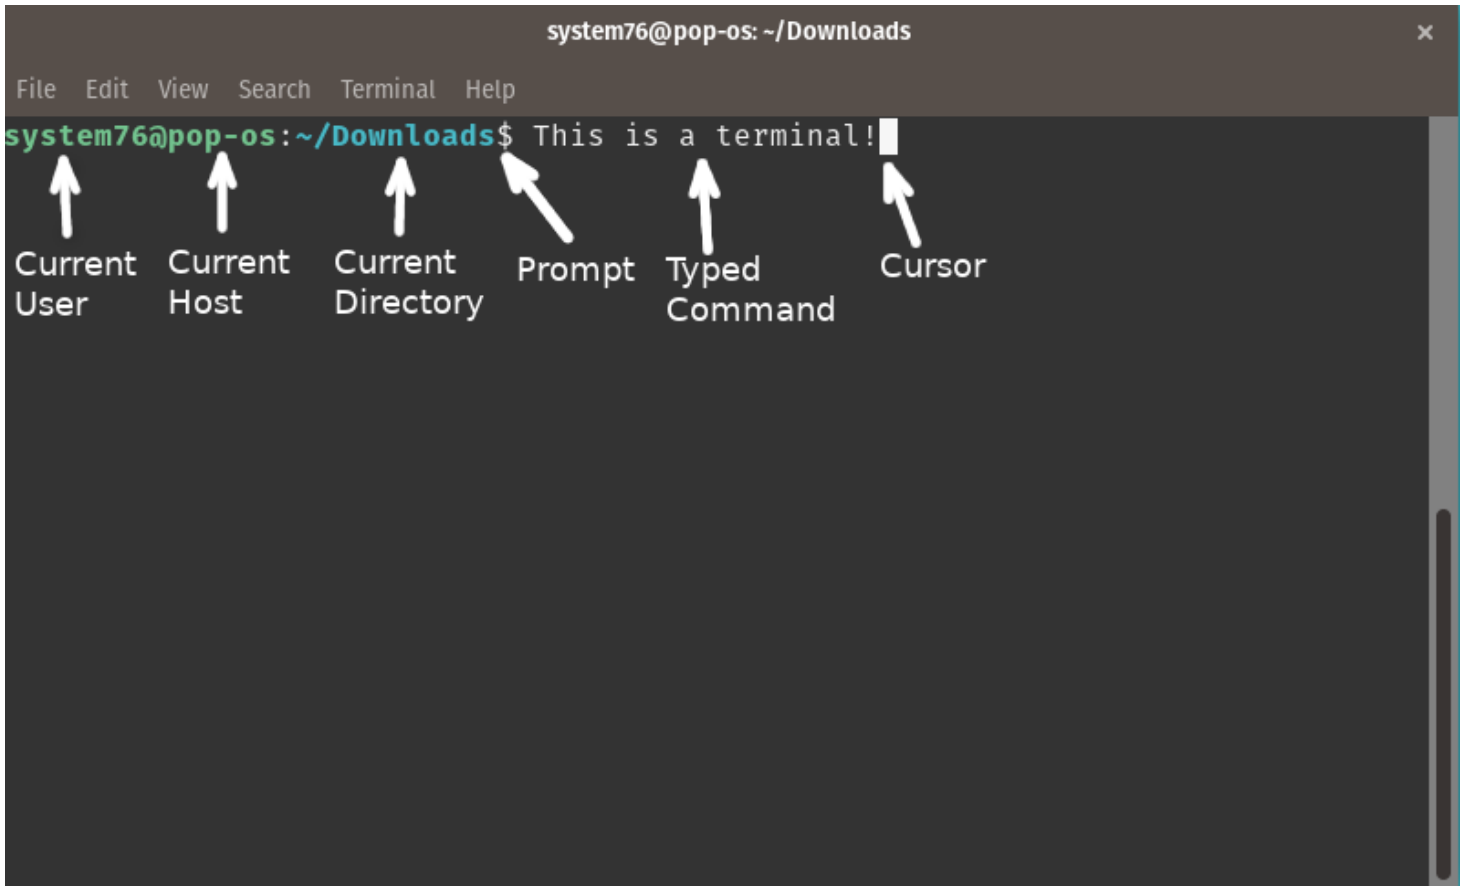 system76@pop-os: ~/Downloads ×
File Edit View Search Terminal Help
system76@pop-os:~/Downloads$ This is a terminal!
Current User
Current Host
Current Directory
Prompt
Typed Command
Cursor